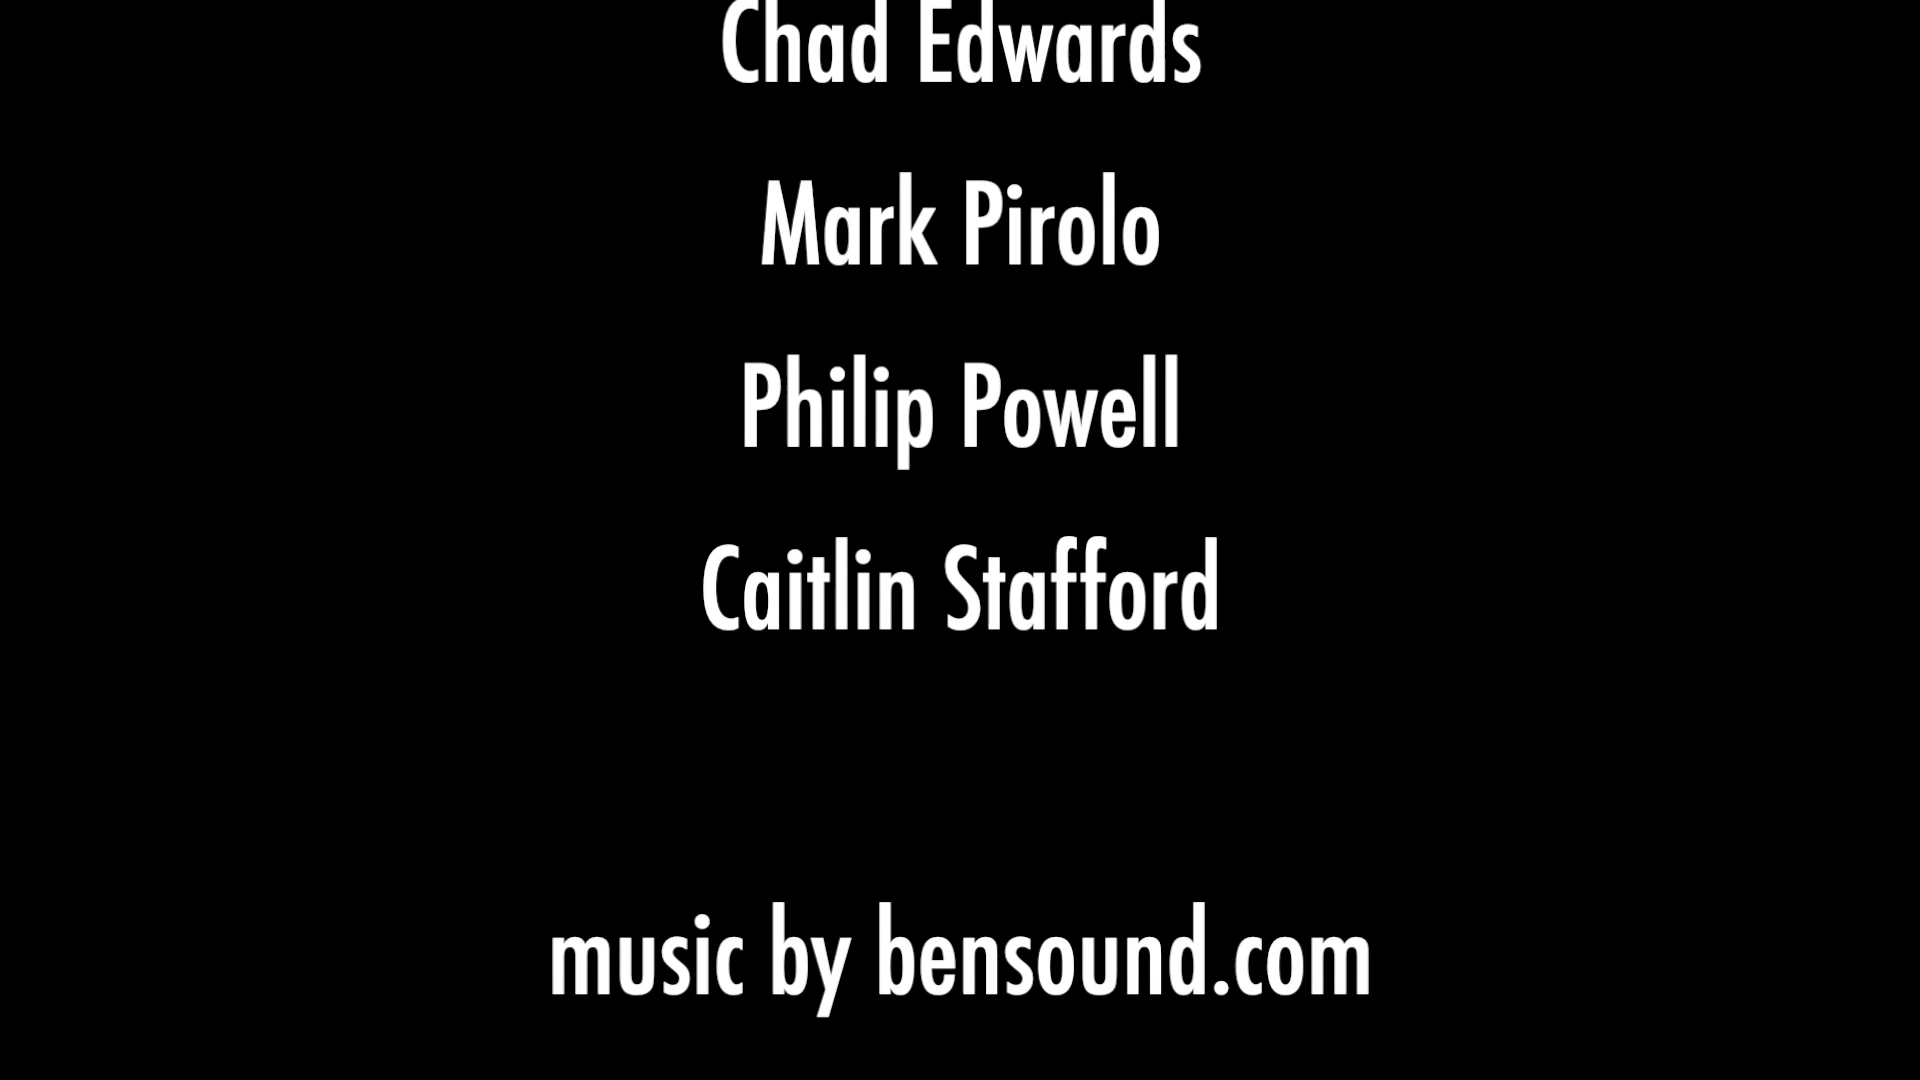 Chad Edwards
Mark Pirolo
Philip Powell
Caitlin Stafford
music by bensound.com